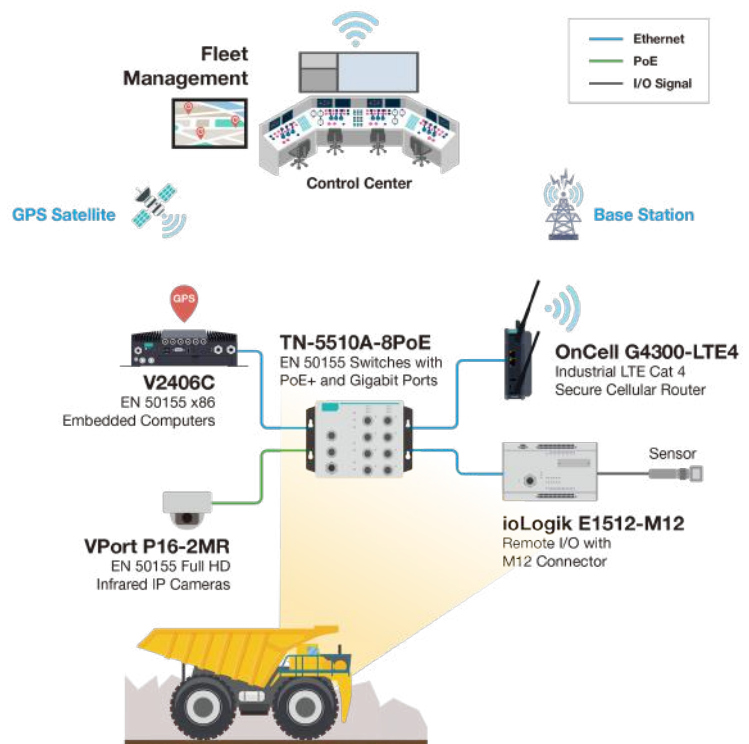 Fleet
Management
Control Center
Ethernet
PoE
I/O Signal
GPS Satellite
Base Station
GPS
V2406C
EN 50155 x86
Embedded Computers
TN-5510A-8PoE
EN 50155 Switches with
PoE+ and Gigabit Ports
OnCell G4300-LTE4
Industrial LTE Cat 4
Secure Cellular Router
VPort P16-2MR
EN 50155 Full HD
Infrared IP Cameras
Sensor
ioLogik E1512-M12
Remote I/O with
M12 Connector